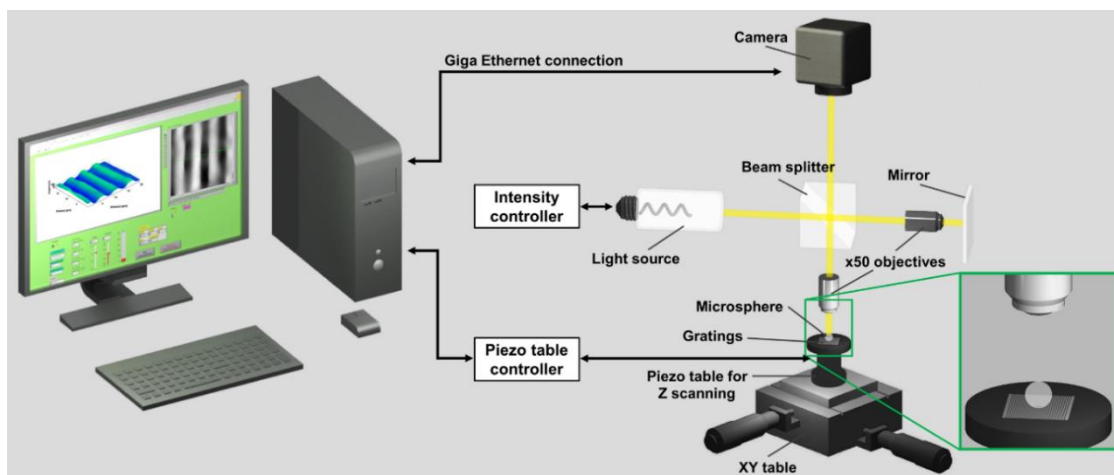 Camera
Giga Ethernet connection
Beam splitter
Mirror
Intensity
controller
Light source
x50 objectives
Microsphere
Gratings
Piezo table
controller
Piezo table for
Z scanning
XY table